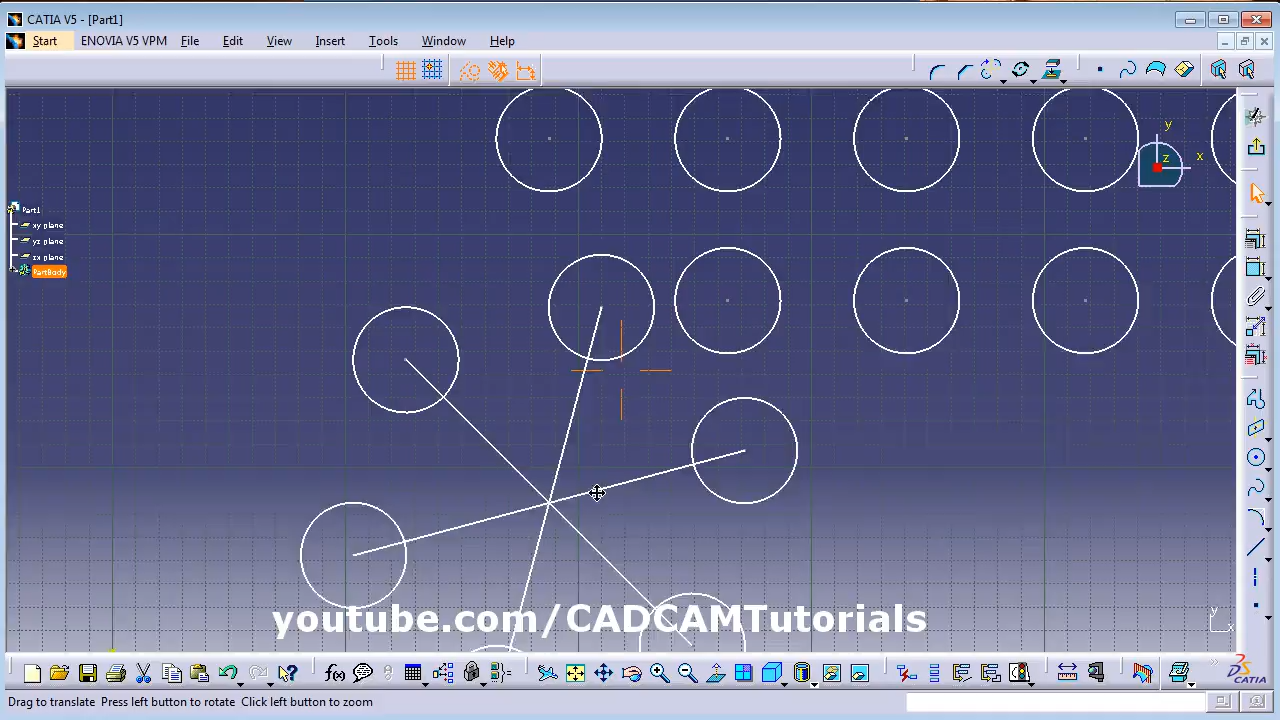 CATIA V5 - [Part1]
Start ENOVIA V5 VPM File Edit View Insert Tools Window Help
y
x
z
Part1
xy plane
yz plane
zx plane
PartBody
youtube.com/CADCAMTutorials
y
x
f(x)
DS CATIA
Drag to translate Press left button to rotate Click left button to zoom